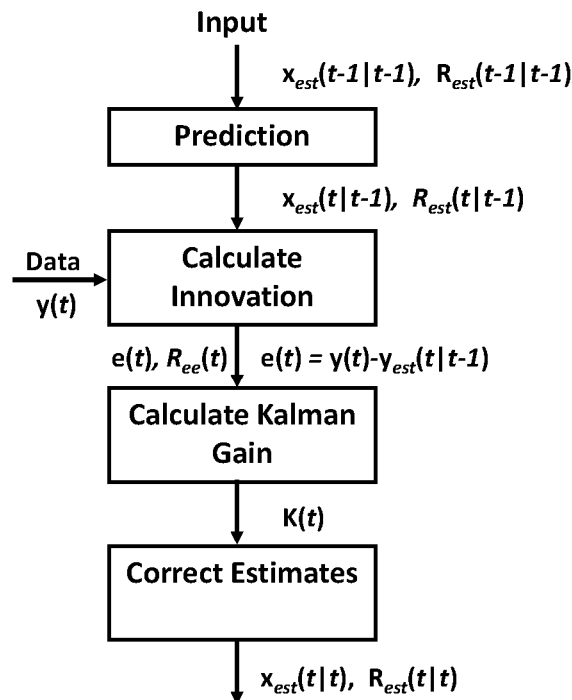 Input
x_est(t-1|t-1), R_est(t-1|t-1)
Prediction
x_est(t|t-1), R_est(t|t-1)
Data
y(t)
Calculate
Innovation
e(t), R_ee(t) e(t) = y(t)-y_est(t|t-1)
Calculate Kalman
Gain
K(t)
Correct Estimates
x_est(t|t), R_est(t|t)